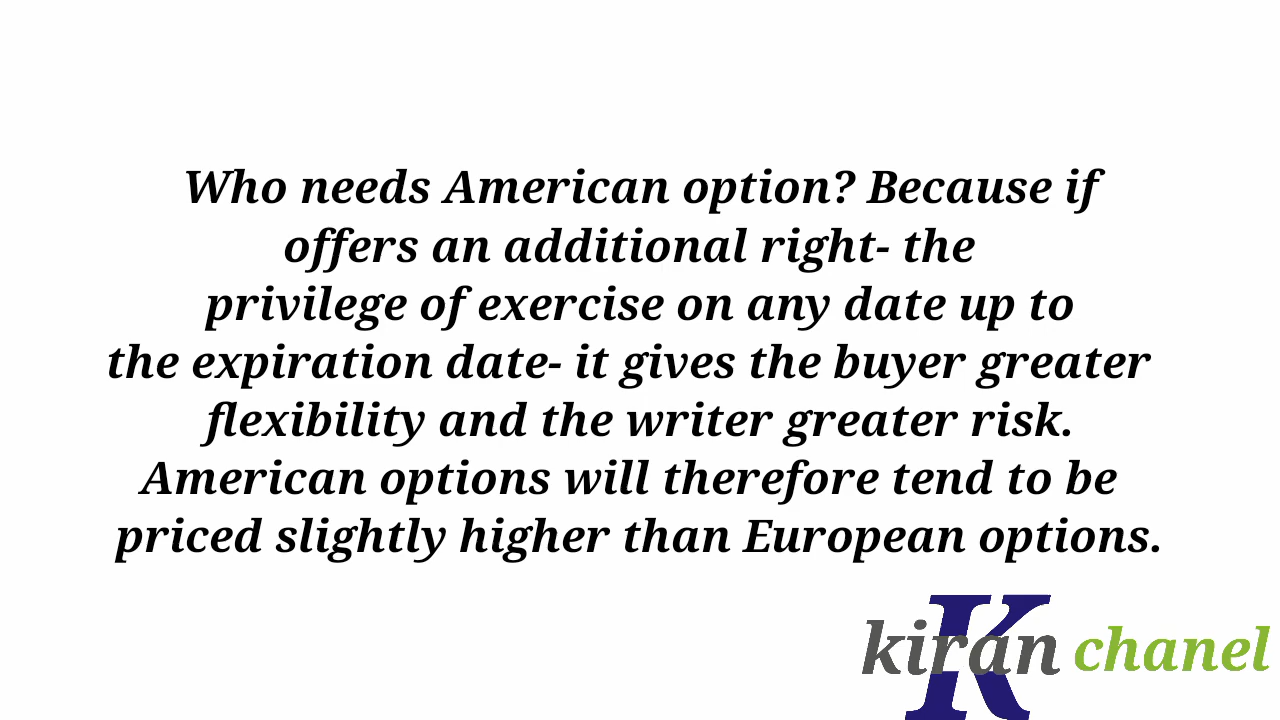 Who needs American option? Because if
offers an additional right- the
privilege of exercise on any date up to
the expiration date- it gives the buyer greater
flexibility and the writer greater risk.
American options will therefore tend to be
priced slightly higher than European options.
K
kiran chanel